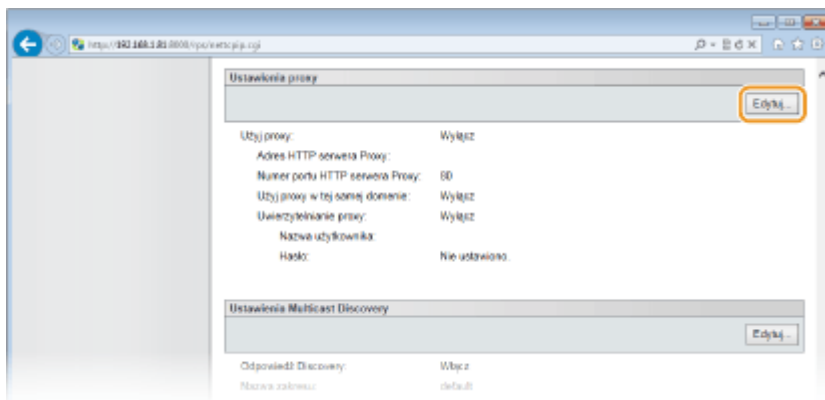 http://192.168.1.81:8000/rps/nettcpip.cgi
Ustawienia proxy
Edytuj...
Użyj proxy: Wyłącz
Adres HTTP serwera Proxy:
Numer portu HTTP serwera Proxy: 80
Użyj proxy w tej samej domenie: Wyłącz
Uwierzytelnianie proxy: Wyłącz
Nazwa użytkownika:
Hasło: Nie ustawiono.
Ustawienia Multicast Discovery
Edytuj...
Odpowiedź Discovery: Włącz
Nazwa zakresu: default